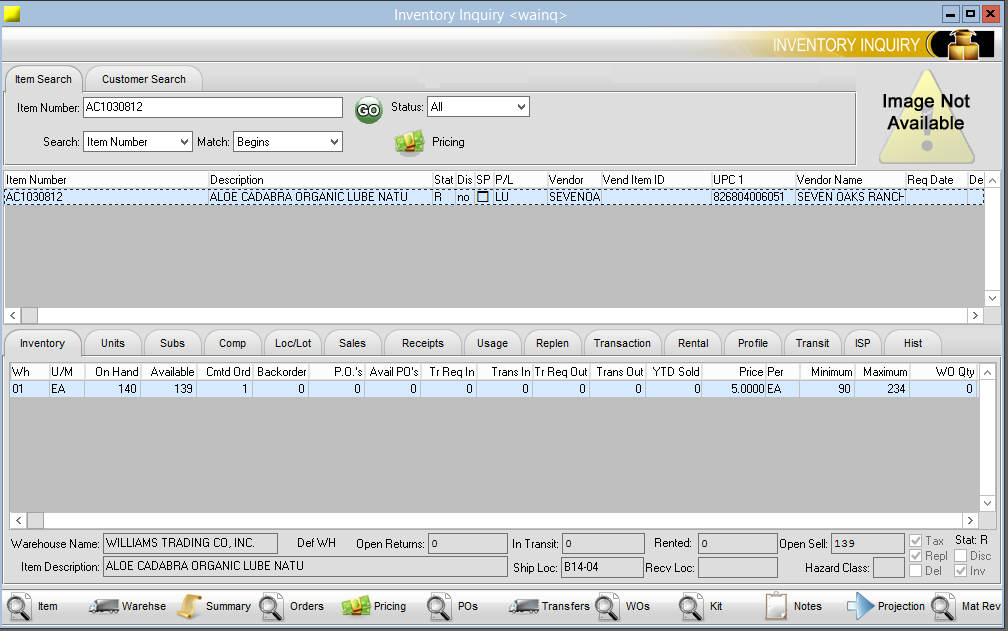 Inventory Inquiry <wainq>
INVENTORY INQUIRY
Item Search Customer Search
Item Number: AC1030812 GO Status: All
Search: Item Number Match: Begins Pricing
Image Not
Available
Item Number Description Stat Dis SP P/L Vendor Vend Item ID UPC 1 Vendor Name Req Date De
AC1030812 ALOE CADABRA ORGANIC LUBE NATU R no LU SEVENOA 826804006051 SEVEN OAKS RANCH
Inventory Units Subs Comp Loc/Lot Sales Receipts Usage Replen Transaction Rental Profile Transit ISP Hist
Wh U/M On Hand Available Cmtd Ord Backorder P.O.'s Avail PO's Tr Req In Trans In Tr Req Out Trans Out YTD Sold Price Per Minimum Maximum WO Qty
01 EA 140 139 1 0 0 0 0 0 0 0 0 5.0000 EA 90 234 0
Warehouse Name: WILLIAMS TRADING CO, INC. Def WH Open Returns: 0 In Transit: 0 Rented: 0 Open Sell: 139 Tax Stat: R
Item Description: ALOE CADABRA ORGANIC LUBE NATU Ship Loc: B14-04 Recv Loc: Hazard Class: Repl Disc
Del Inv
Item Warehse Summary Orders Pricing POs Transfers WOs Kit Notes Projection Mat Rev